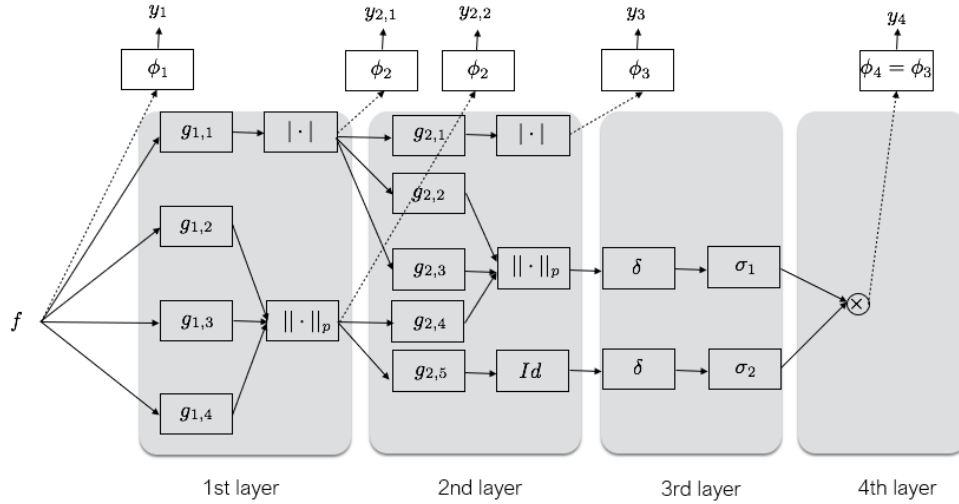 y₁ y₂,₁ y₂,₂ y₃ y₄
ϕ₁ ϕ₂ ϕ₂ ϕ₃ ϕ₄ = ϕ₃
g₁,₁ | · | g₂,₁ | · |
g₂,₂
g₁,₂
g₂,₃ || · ||ₚ δ σ₁
f g₁,₃ || · ||ₚ g₂,₄ ×
g₂,₅ Id δ σ₂
g₁,₄
1st layer 2nd layer 3rd layer 4th layer